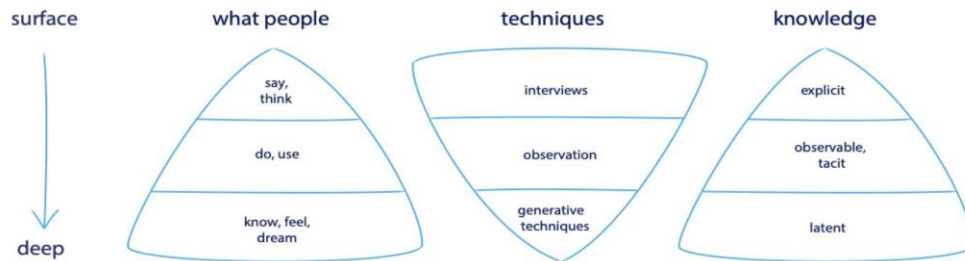 surface
what people
techniques
knowledge
say,
think
interviews
explicit
do, use
observation
observable,
tacit
know, feel,
dream
generative
techniques
latent
deep